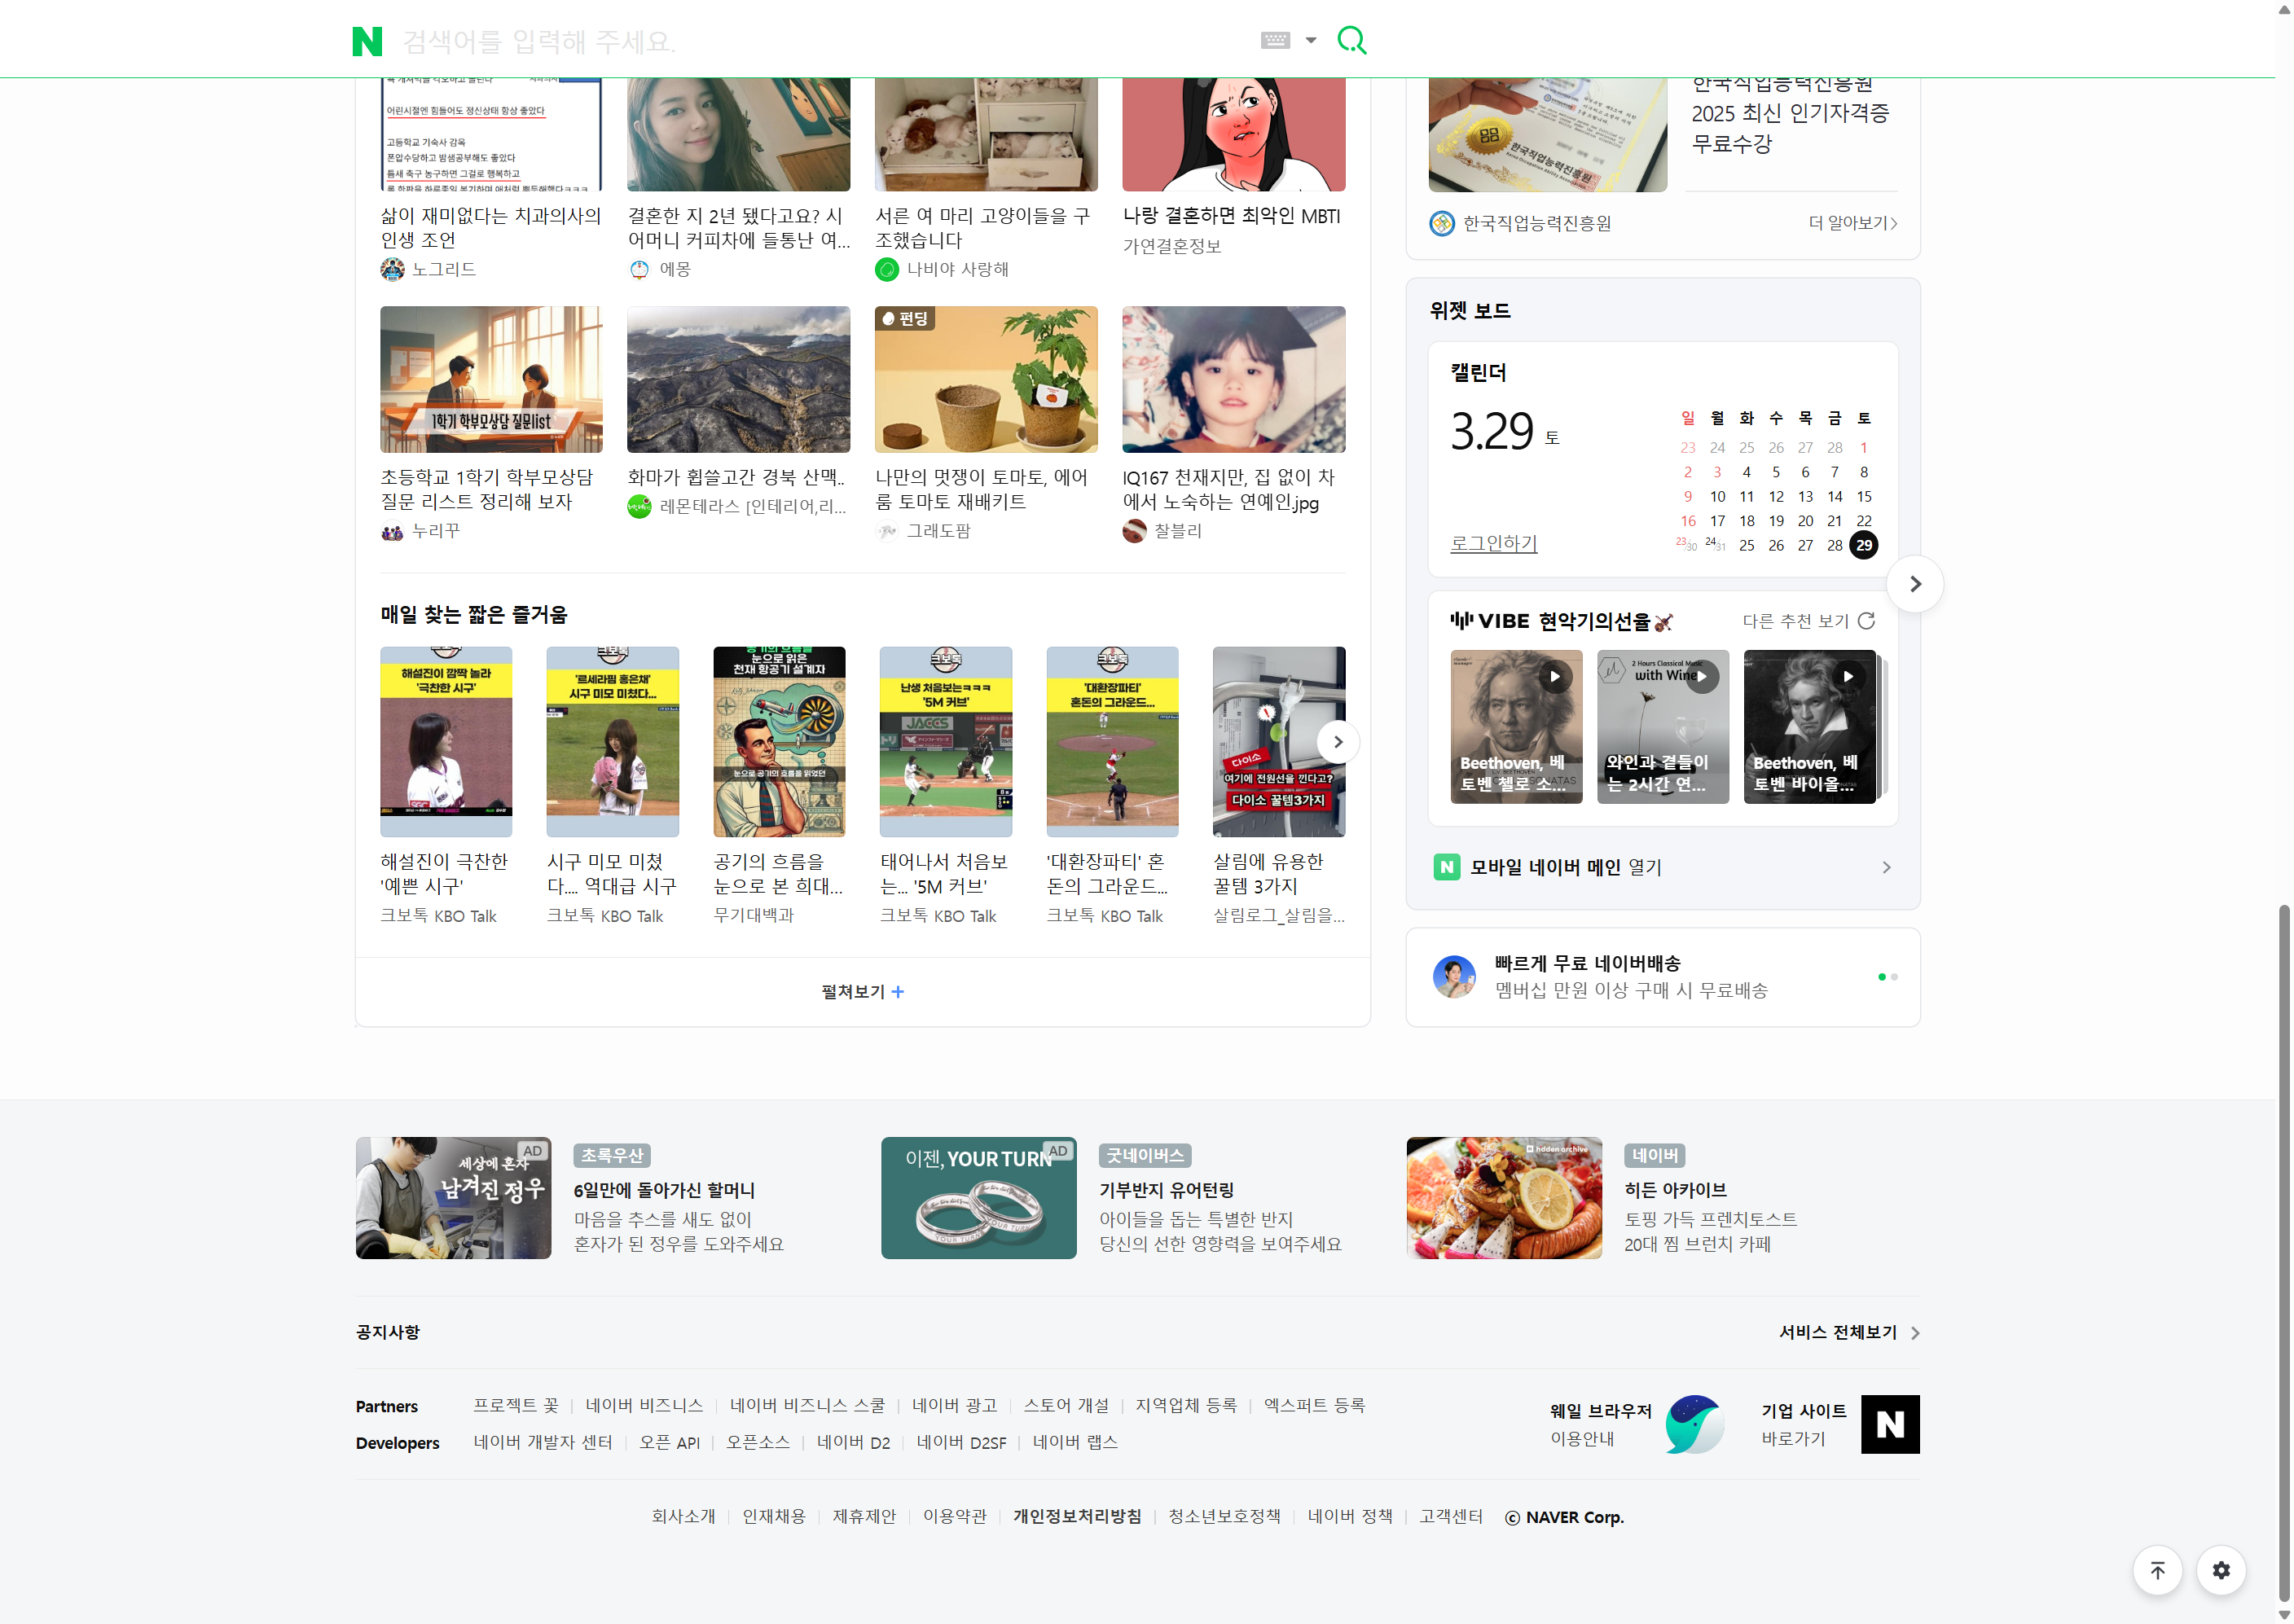 N 검색어를 입력해 주세요.
어린시절엔 힘들어도 정신상태 항상 좋았다
고등학교 기숙사 감옥
폰압수당하고 밤샘공부해도 좋았다
틈새 축구 농구하면 그걸로 행복하고
삶이 재미없다는 치과의사의
인생 조언
노그리드
결혼한 지 2년 됐다고요? 시
어머니 커피차에 들통난 여...
에몽
서른 여 마리 고양이들을 구
조했습니다
나비야 사랑해
나랑 결혼하면 최악인 MBTI
가연결혼정보
한국직업능력진흥원
한국직업능력진흥원
2025 최신 인기자격증
무료수강
한국직업능력진흥원
더 알아보기
1학기 학부모상담 질문list
초등학교 1학기 학부모상담
질문 리스트 정리해 보자
누리꾸
화마가 휩쓸고간 경북 산맥..
레몬테라스 [인테리어,리...
펀딩
나만의 멋쟁이 토마토, 에어
룸 토마토 재배키트
그래도팜
IQ167 천재지만, 집 없이 차
에서 노숙하는 연예인.jpg
찰블리
위젯 보드
캘린더
3.29 토
일 월 화 수 목 금 토
23 24 25 26 27 28 1
2 3 4 5 6 7 8
9 10 11 12 13 14 15
16 17 18 19 20 21 22
23/30 24/31 25 26 27 28 29
로그인하기
매일 찾는 짧은 즐거움
크보톡
해설진이 깜짝 놀라
'극찬한 시구'
해설진이 극찬한
'예쁜 시구'
크보톡 KBO Talk
크보톡
'르세라핌 홍은채'
시구 미모 미쳤다...
시구 미모 미쳤
다.... 역대급 시구
크보톡 KBO Talk
공기의 흐름을
눈으로 읽은
천재 항공기 설계자
눈으로 공기의 흐름을 읽었던
공기의 흐름을
눈으로 본 희대...
무기대백과
크보톡
난생 처음보는ㅋㅋㅋ
'5M 커브'
JACCS
태어나서 처음보
는... '5M 커브'
크보톡 KBO Talk
크보톡
'대환장파티'
혼돈의 그라운드...
'대환장파티' 혼
돈의 그라운드...
크보톡 KBO Talk
다이소
여기에 전원선을 낀다고?
다이소 꿀템3가지
살림에 유용한
꿀템 3가지
살림로그_살림을...
펼쳐보기 +
VIBE 현악기의선율
다른 추천 보기
Beethoven, 베
토벤 첼로 소...
2 Hours Classical Music
with Wine
와인과 곁들이
는 2시간 연...
Beethoven, 베
토벤 바이올...
N 모바일 네이버 메인 열기
빠르게 무료 네이버배송
멤버십 만원 이상 구매 시 무료배송
AD
세상에 혼자
남겨진 정우
초록우산
6일만에 돌아가신 할머니
마음을 추스를 새도 없이
혼자가 된 정우를 도와주세요
AD
이젠, YOUR TURN
YOUR TURN
YOUR TURN
굿네이버스
기부반지 유어턴링
아이들을 돕는 특별한 반지
당신의 선한 영향력을 보여주세요
hidden archive
네이버
히든 아카이브
토핑 가득 프렌치토스트
20대 찜 브런치 카페
공지사항
서비스 전체보기
Partners 프로젝트 꽃 네이버 비즈니스 네이버 비즈니스 스쿨 네이버 광고 스토어 개설 지역업체 등록 엑스퍼트 등록
Developers 네이버 개발자 센터 오픈 API 오픈소스 네이버 D2 네이버 D2SF 네이버 랩스
웨일 브라우저
이용안내
기업 사이트
바로가기
N
회사소개 인재채용 제휴제안 이용약관 개인정보처리방침 청소년보호정책 네이버 정책 고객센터 ⓒ NAVER Corp.